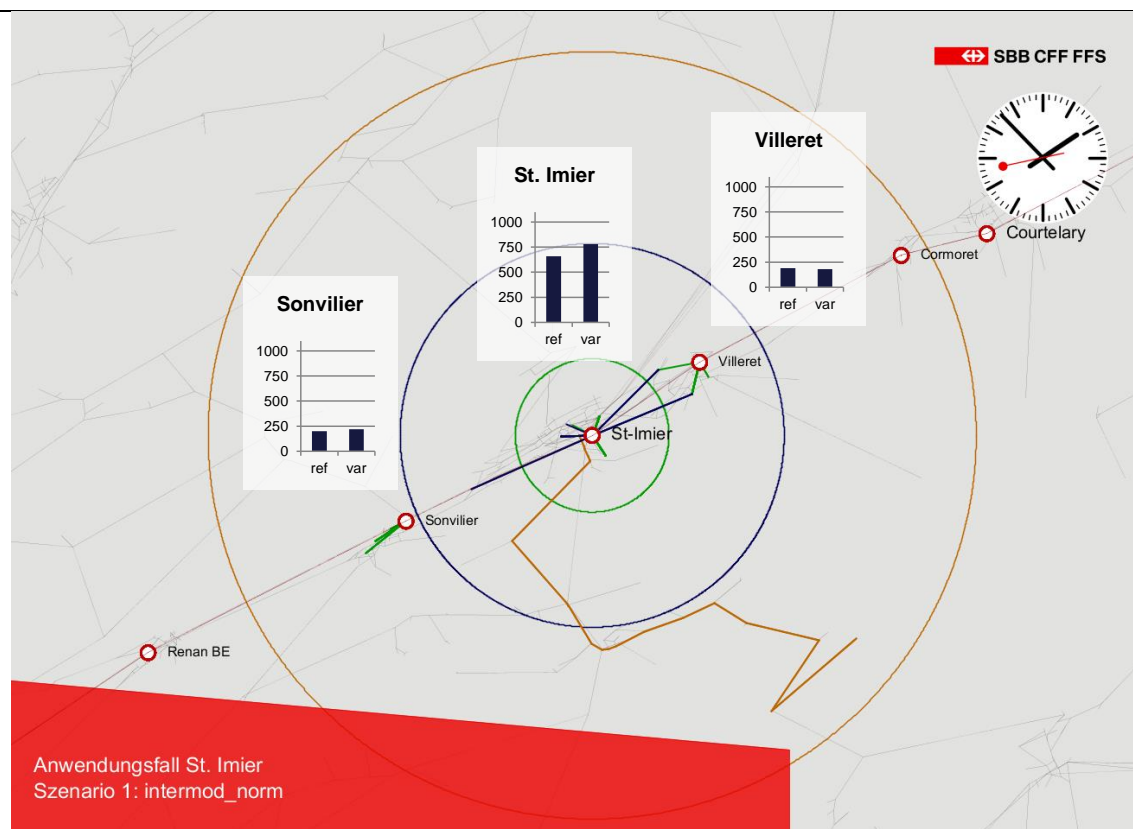 SBB CFF FFS
Villeret
1000
750
500
250
0
ref var
St. Imier
1000
750
500
250
0
ref var
Sonvilier
1000
750
500
250
0
ref var
Courtelary
Cormoret
Villeret
St-Imier
Sonvilier
Renan BE
Anwendungsfall St. Imier
Szenario 1: intermod_norm